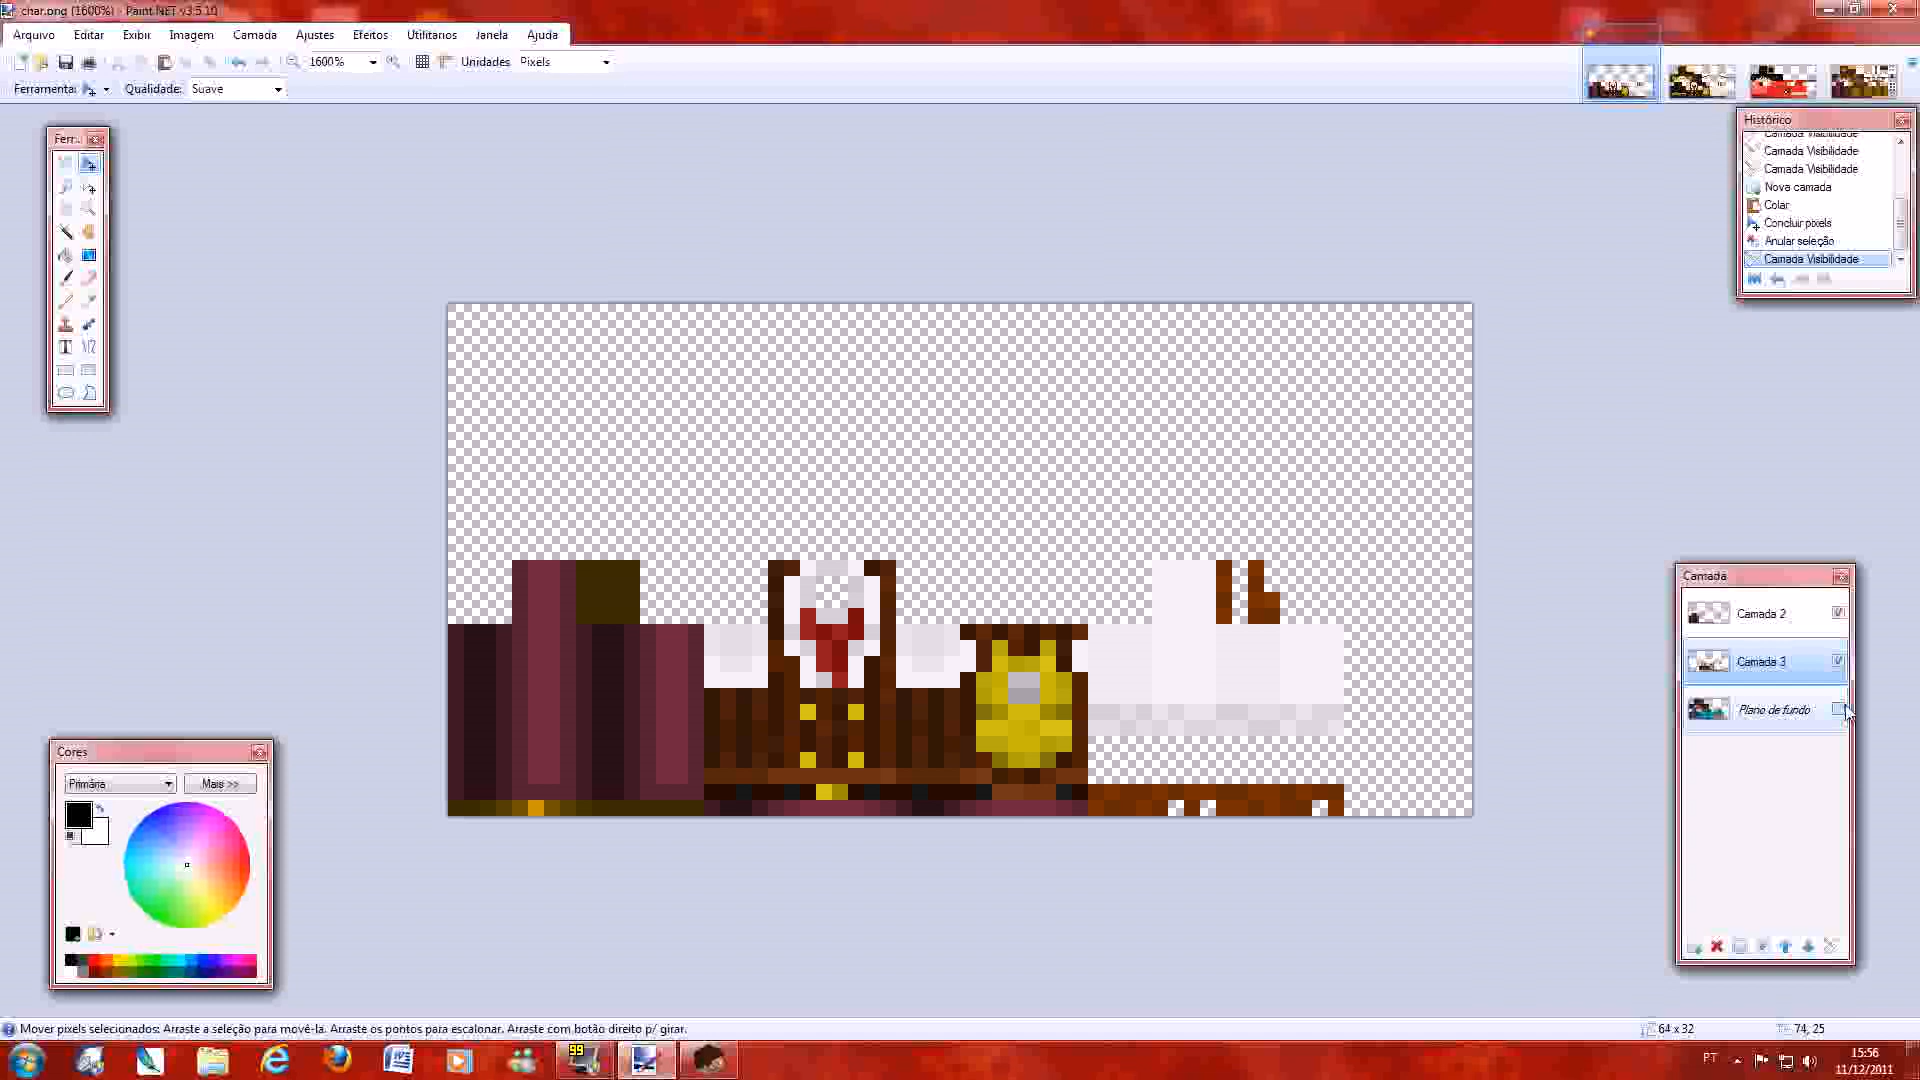 char.png (1600%) - Paint.NET v3.5.10
Arquivo Editar Exibir Imagem Camada Ajustes Efeitos Utilitários Janela Ajuda
1600% Unidades Pixels
Ferramenta: Qualidade: Suave
Ferr...
Histórico
Camada Visibilidade
Camada Visibilidade
Camada Visibilidade
Nova camada
Colar
Concluir pixels
Anular seleção
Camada Visibilidade
Camada
Camada 2
Camada 3
Plano de fundo
Cores
Primária
Mais >>
Mover pixels selecionados: Arraste a seleção para movê-la. Arraste os pontos para escalonar. Arraste com botão direito p/ girar.
64 x 32
74, 25
99
PT
15:56
11/12/2011